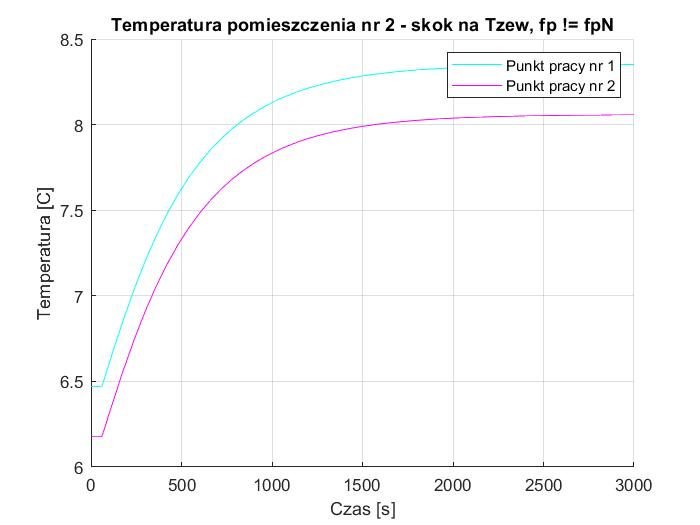 Temperatura pomieszczenia nr 2 - skok na Tzew, fp != fpN
8.5
Punkt pracy nr 1
Punkt pracy nr 2
8
7.5
Temperatura [C]
7
6.5
6
0 500 1000 1500 2000 2500 3000
Czas [s]